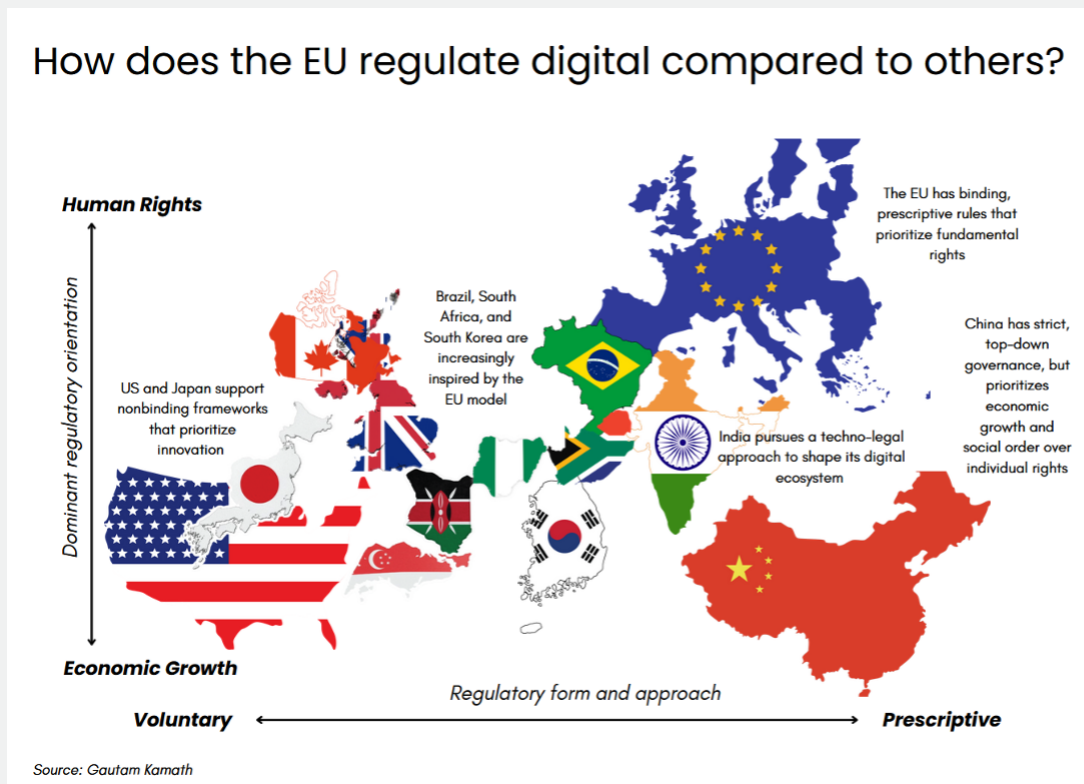 How does the EU regulate digital compared to others?
Human Rights
Dominant regulatory orientation
The EU has binding,
prescriptive rules that
prioritize fundamental
rights
Brazil, South
Africa, and
South Korea are
increasingly
inspired by the
EU model
China has strict,
top-down
governance, but
prioritizes
economic
growth and
social order over
individual rights
US and Japan support
nonbinding frameworks
that prioritize
innovation
India pursues a techno-legal
approach to shape its digital
ecosystem
Economic Growth
Regulatory form and approach
Voluntary
Prescriptive
Source: Gautam Kamath